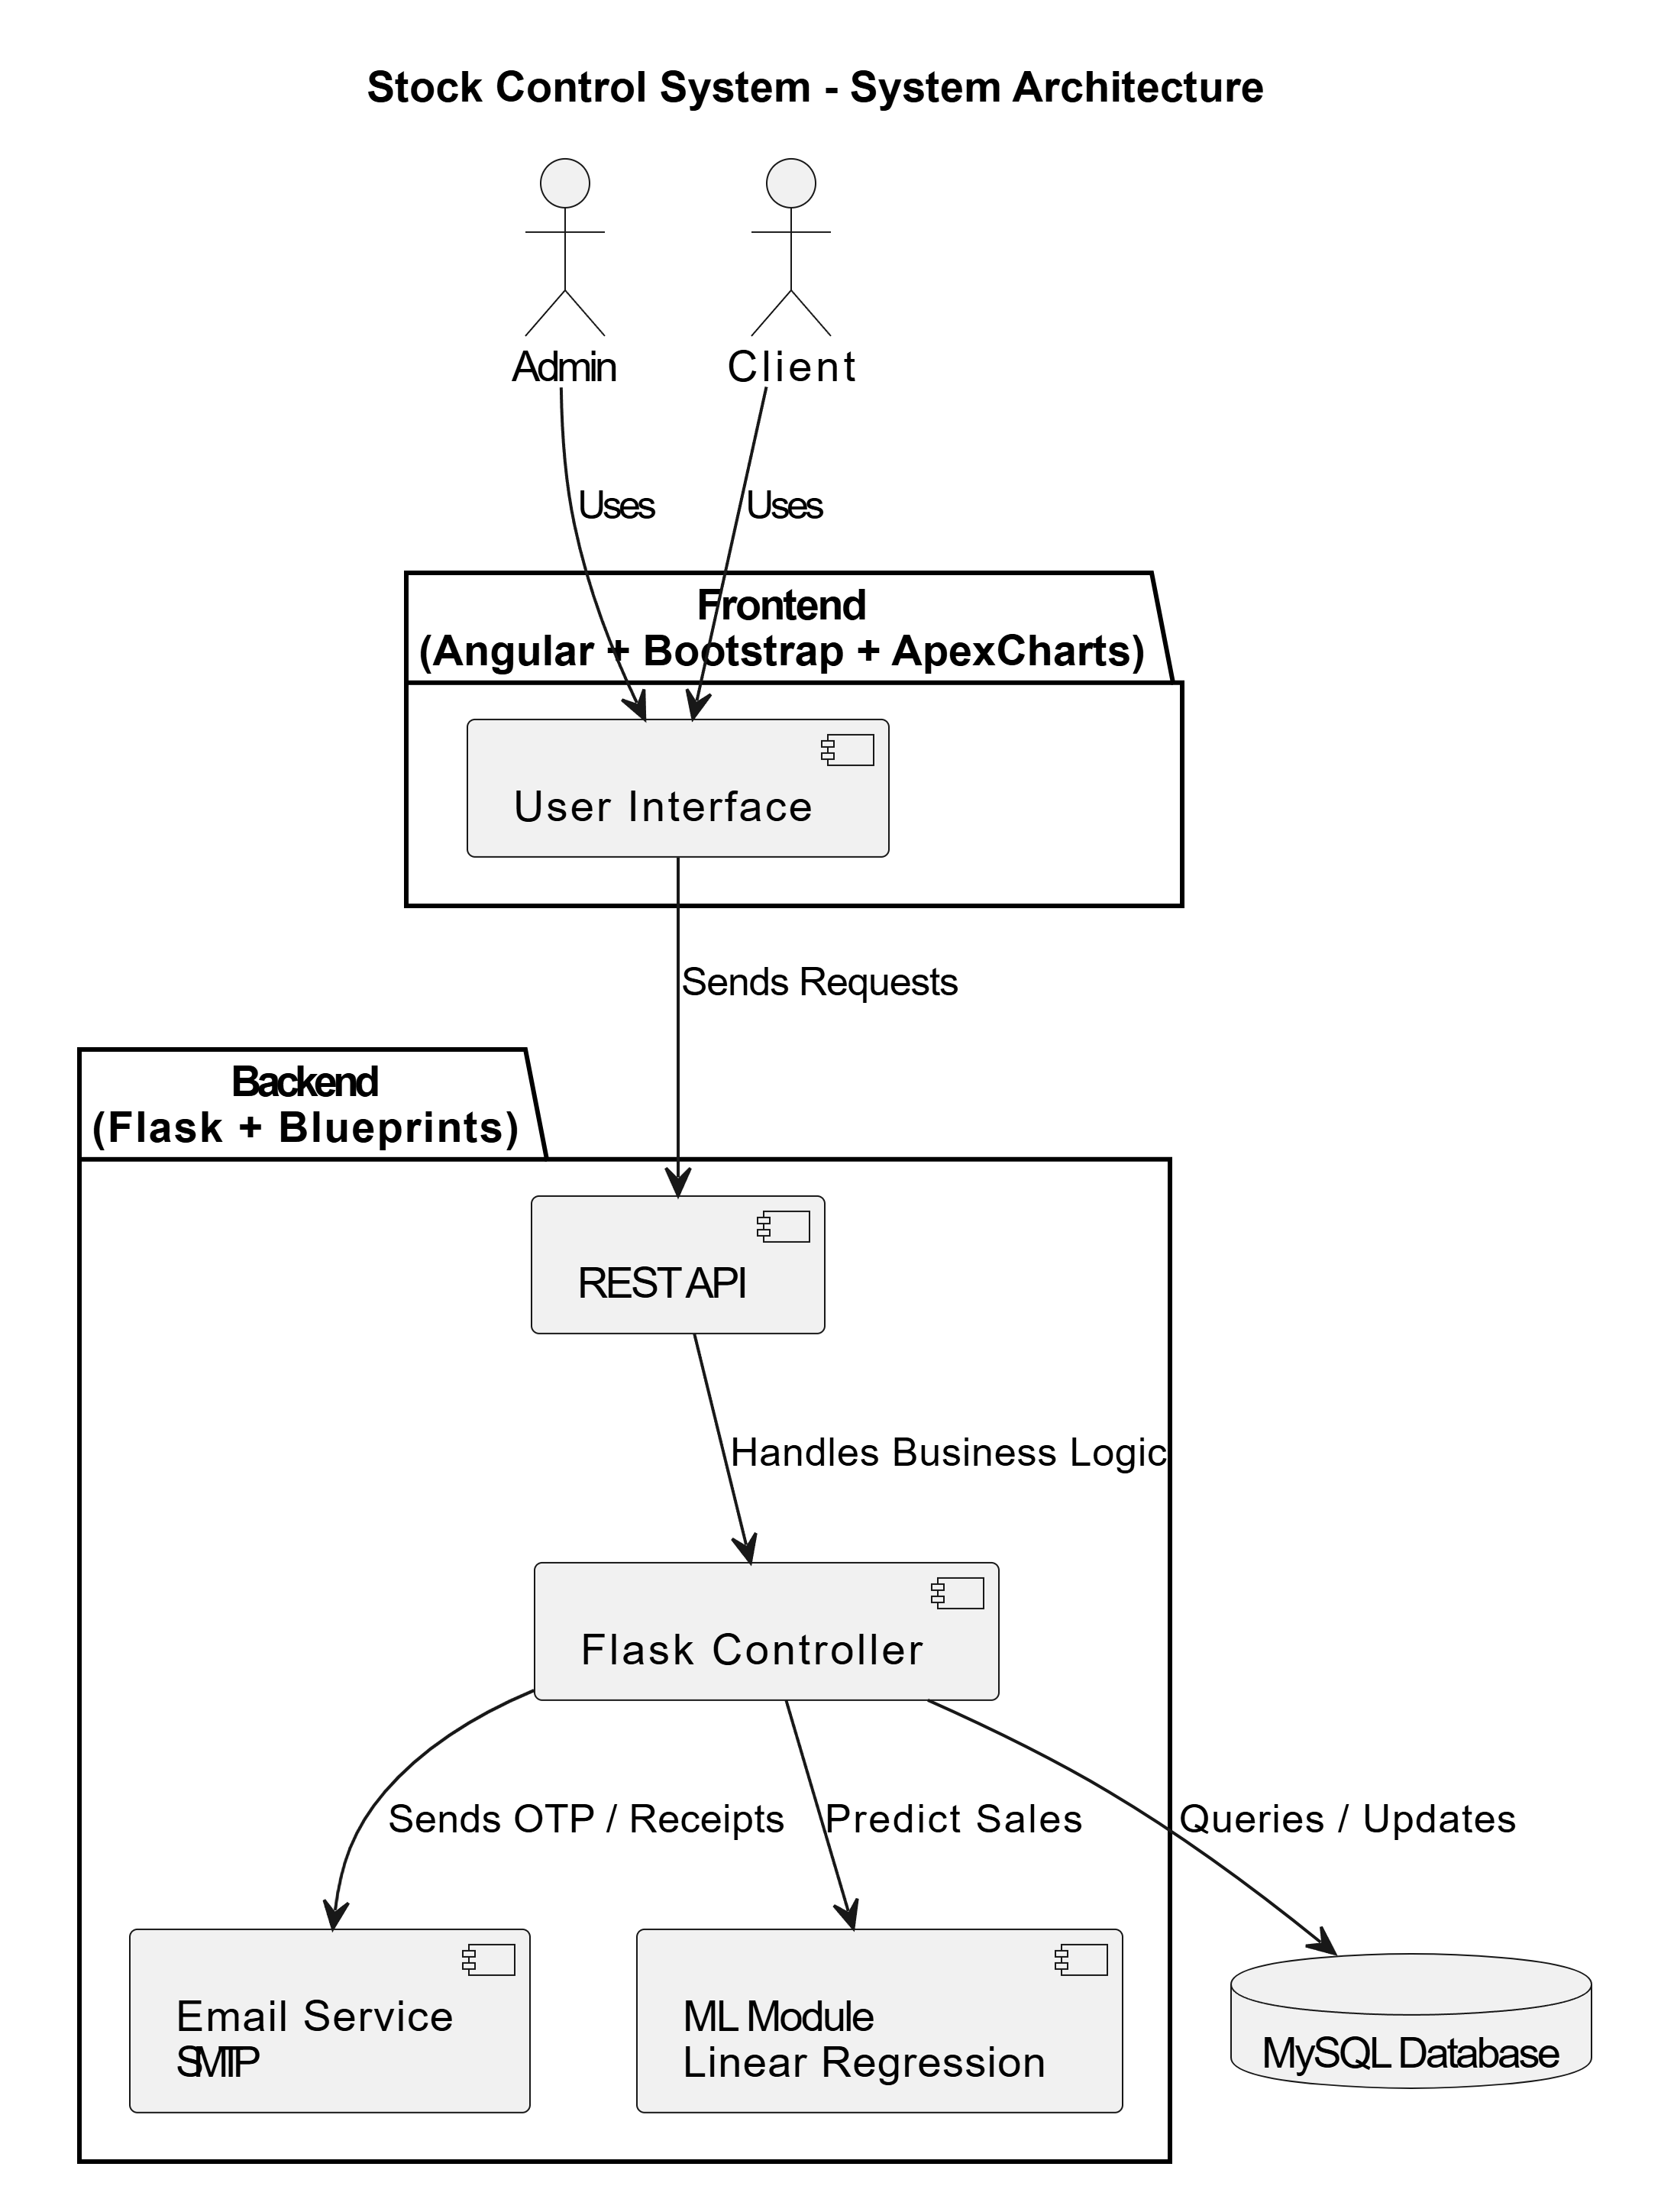 Stock Control System - System Architecture
Admin
Client
Uses
Uses
Frontend
(Angular + Bootstrap + ApexCharts)
User Interface
Sends Requests
Backend
(Flask + Blueprints)
REST API
Handles Business Logic
Flask Controller
Sends OTP / Receipts
Predict Sales
Queries / Updates
Email Service
SMTP
ML Module
Linear Regression
MySQL Database